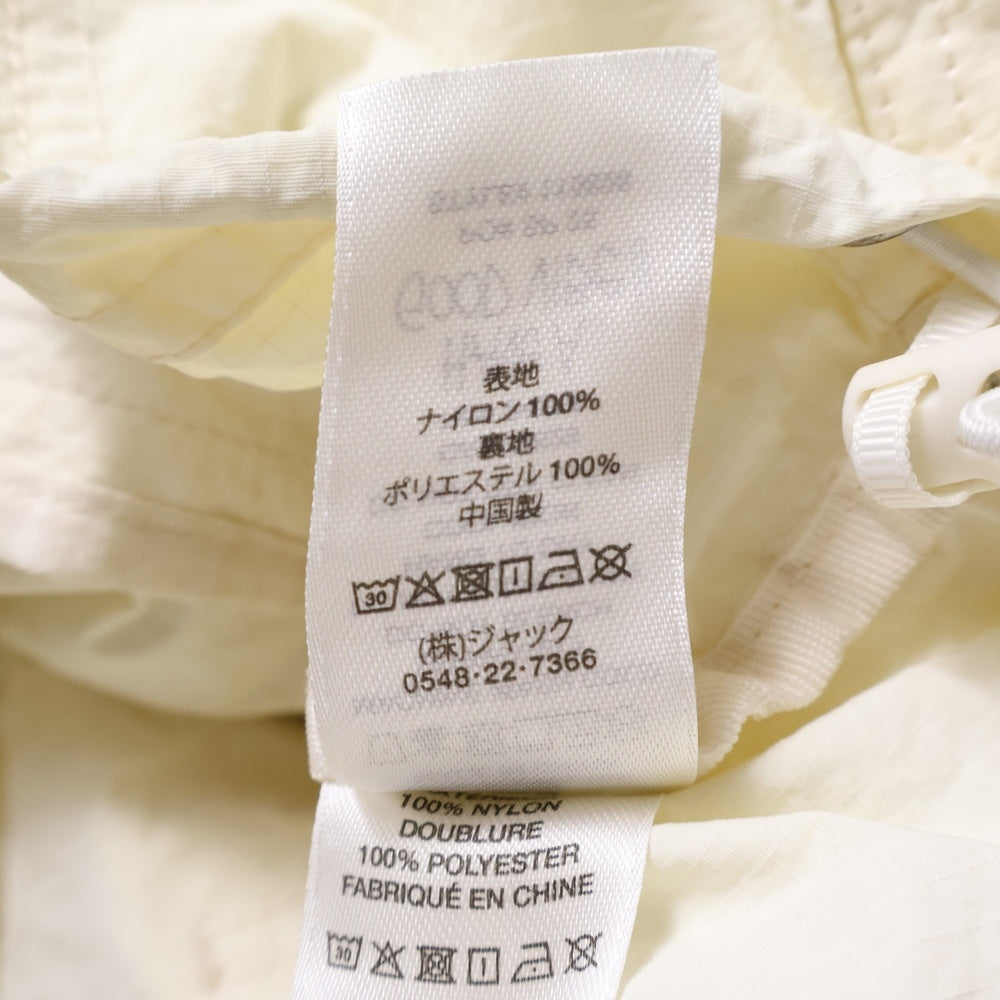 表地
ナイロン100%
裏地
ポリエステル100%
中国製
30
(株)ジャック
0548·22·7366
100% NYLON
DOUBLURE
100% POLYESTER
FABRIQUÉ EN CHINE
30